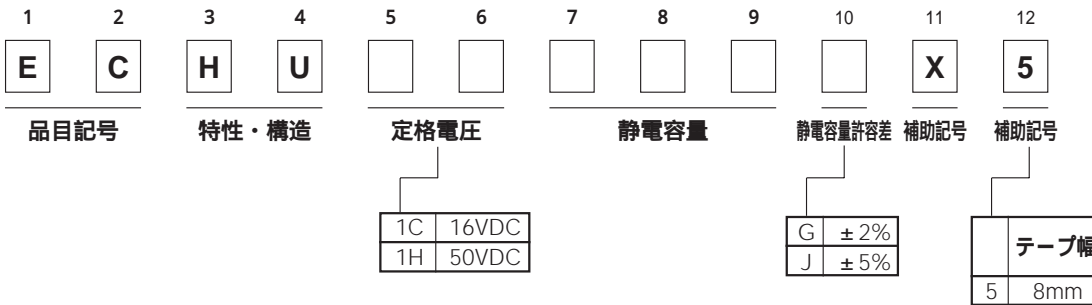 1 2 3 4 5 6 7 8 9 10 11 12
E C H U X 5
品目記号 特性・構造 定格電圧 静電容量 静電容量許容差 補助記号 補助記号
1C 16VDC
1H 50VDC
G ±2%
J ±5%
テープ幅
5 8mm